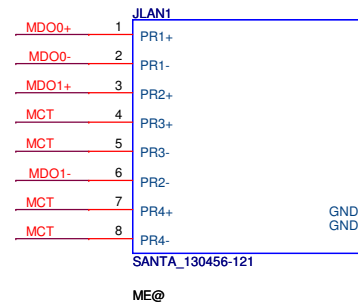 JLAN1
MDO0+ 1 PR1+
MDO0- 2 PR1-
MDO1+ 3 PR2+
MCT 4 PR3+
MCT 5 PR3-
MDO1- 6 PR2-
MCT 7 PR4+ GND
MCT 8 PR4- GND
SANTA_130456-121
ME@